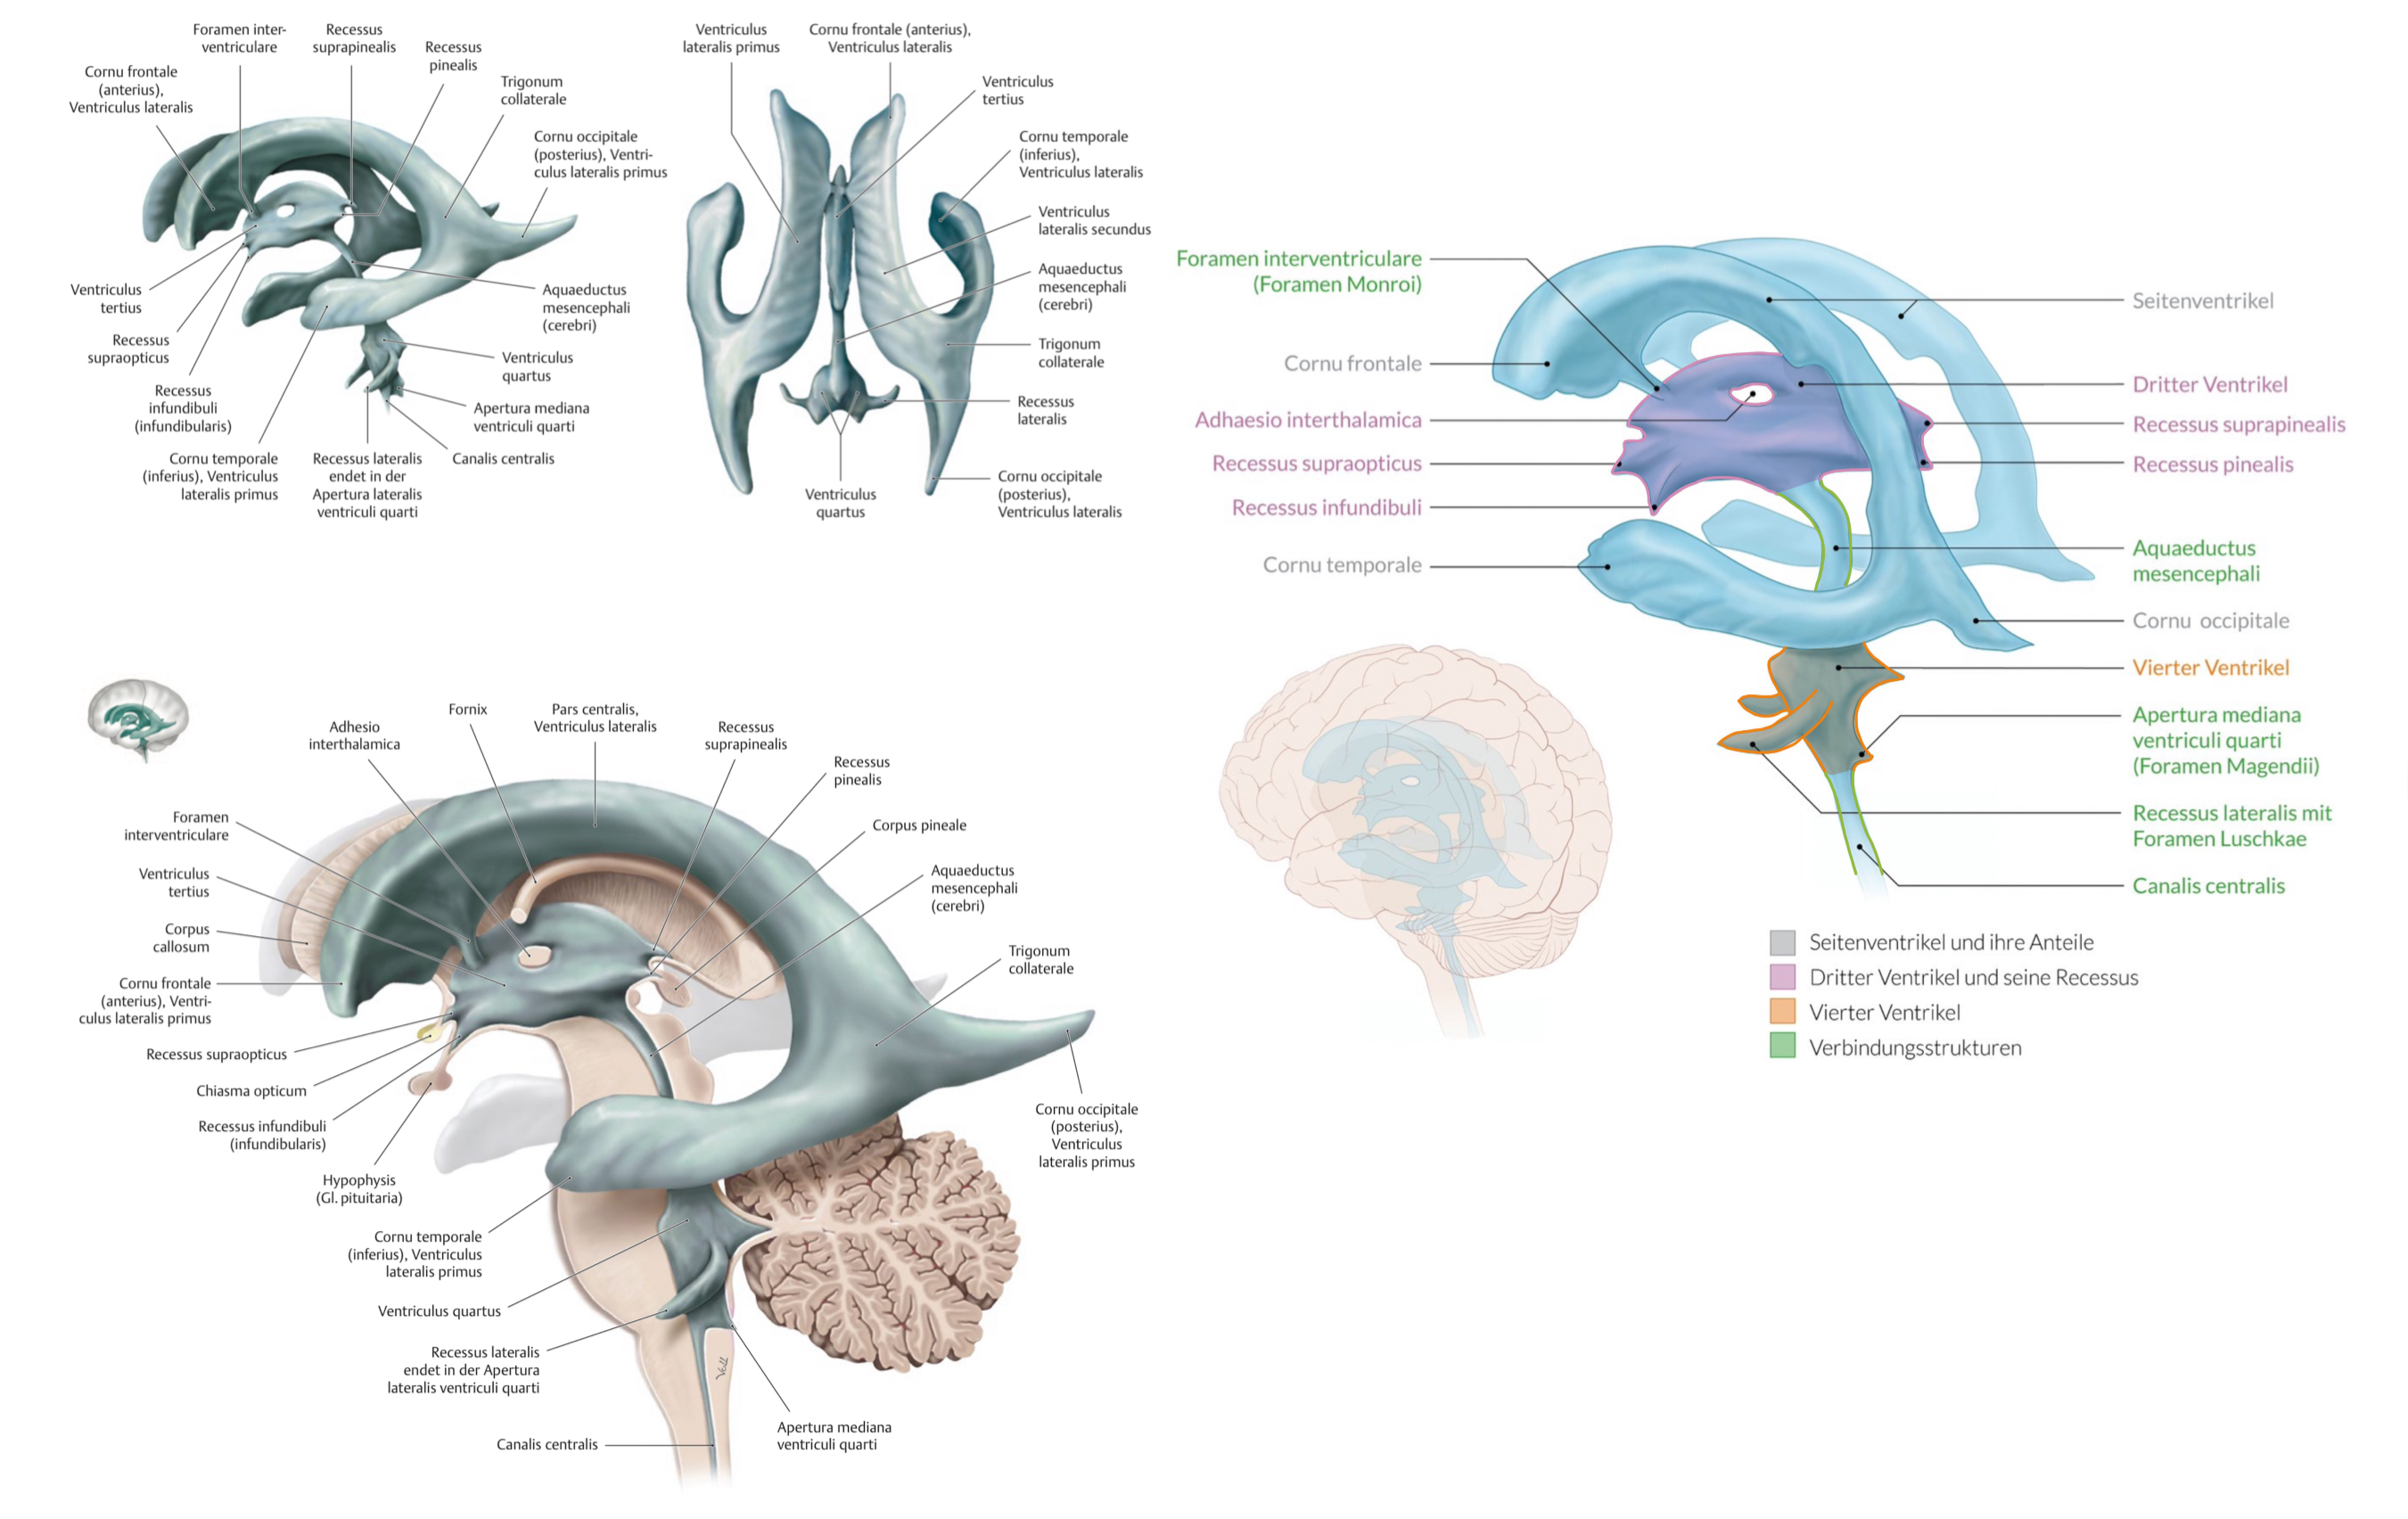 Foramen inter-
ventriculare
Recessus
suprapinealis
Recessus
pinealis
Cornu frontale
(anterius),
Ventriculus lateralis
Trigonum
collaterale
Cornu occipitale
(posterius), Ventri-
culus lateralis primus
Ventriculus
tertius
Recessus
supraopticus
Recessus
infundibuli
(infundibularis)
Cornu temporale
(inferius), Ventriculus
lateralis primus
Recessus lateralis
endet in der
Apertura lateralis
ventriculi quarti
Canalis centralis
Apertura mediana
ventriculi quarti
Ventriculus
quartus
Aquaeductus
mesencephali
(cerebri)
Ventriculus
lateralis primus
Cornu frontale (anterius),
Ventriculus lateralis
Ventriculus
tertius
Cornu temporale
(inferius),
Ventriculus lateralis
Ventriculus
lateralis secundus
Aquaeductus
mesencephali
(cerebri)
Trigonum
collaterale
Recessus
lateralis
Cornu occipitale
(posterius),
Ventriculus lateralis
Ventriculus
quartus
Adhesio
interthalamica
Fornix
Pars centralis,
Ventriculus lateralis
Recessus
suprapinealis
Recessus
pinealis
Corpus pineale
Aquaeductus
mesencephali
(cerebri)
Trigonum
collaterale
Cornu occipitale
(posterius),
Ventriculus
lateralis primus
Foramen
interventriculare
Ventriculus
tertius
Corpus
callosum
Cornu frontale
(anterius), Ventri-
culus lateralis primus
Recessus supraopticus
Chiasma opticum
Recessus infundibuli
(infundibularis)
Hypophysis
(Gl. pituitaria)
Cornu temporale
(inferius), Ventriculus
lateralis primus
Ventriculus quartus
Recessus lateralis
endet in der Apertura
lateralis ventriculi quarti
Canalis centralis
Apertura mediana
ventriculi quarti
Foramen interventriculare
(Foramen Monroi)
Cornu frontale
Adhaesio interthalamica
Recessus supraopticus
Recessus infundibuli
Cornu temporale
Seitenventrikel
Dritter Ventrikel
Recessus suprapinealis
Recessus pinealis
Aquaeductus
mesencephali
Cornu occipitale
Vierter Ventrikel
Apertura mediana
ventriculi quarti
(Foramen Magendii)
Recessus lateralis mit
Foramen Luschkae
Canalis centralis
Seitenventrikel und ihre Anteile
Dritter Ventrikel und seine Recessus
Vierter Ventrikel
Verbindungsstrukturen